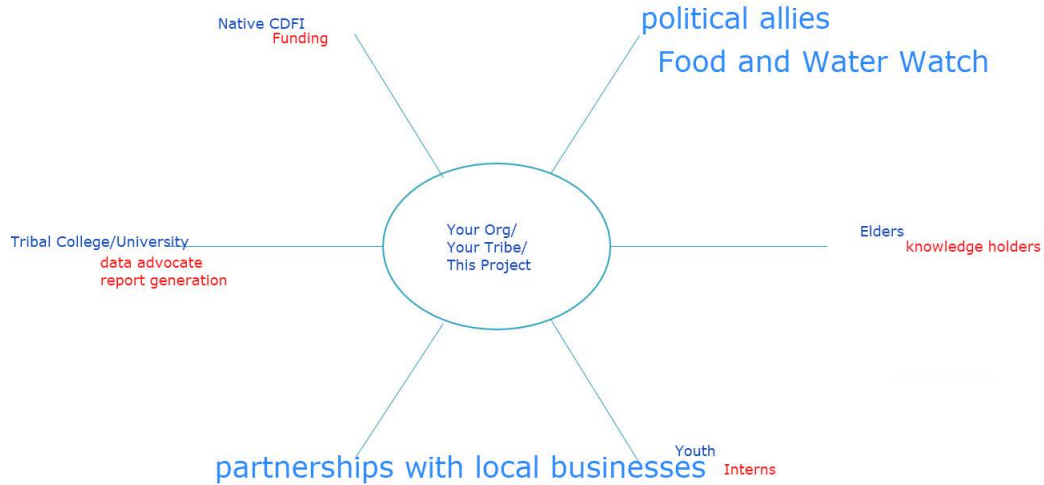 Native CDFI
Funding
political allies
Food and Water Watch
Your Org/
Your Tribe/
This Project
Tribal College/University
data advocate
report generation
Elders
knowledge holders
partnerships with local businesses
Youth
Interns